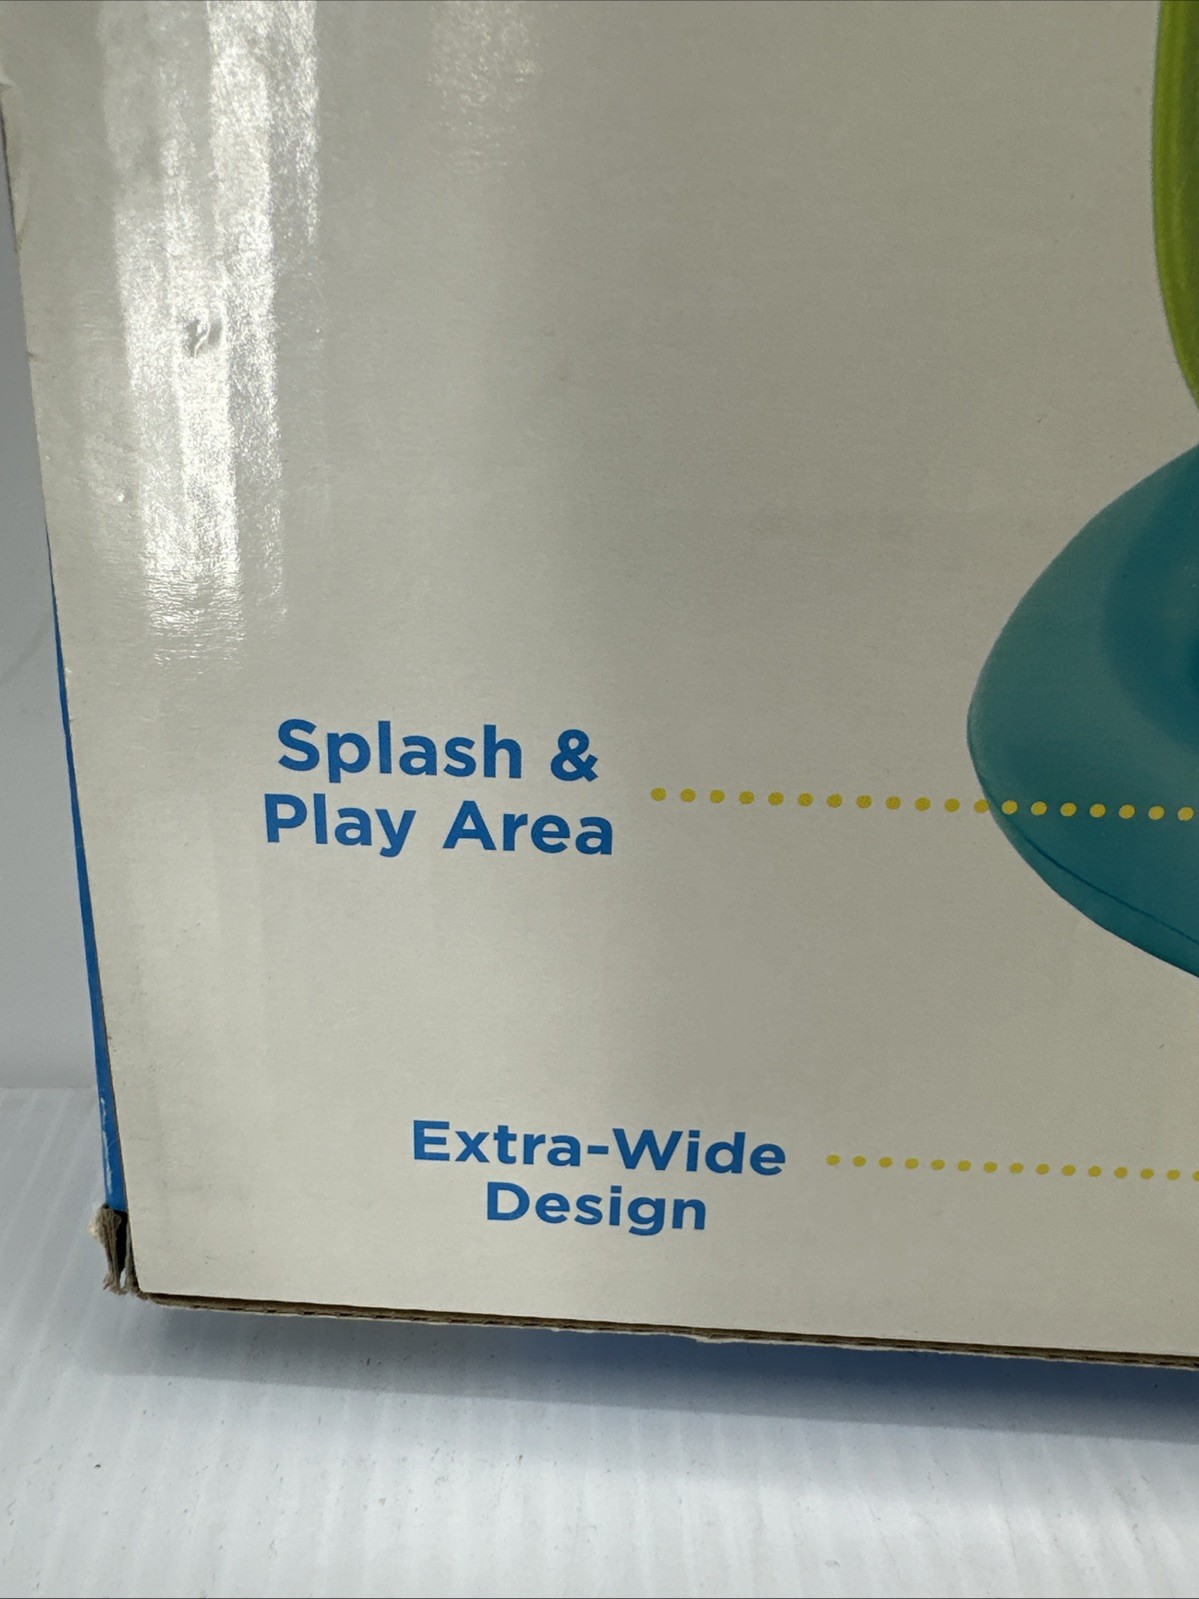 Splash &
Play Area
Extra-Wide
Design